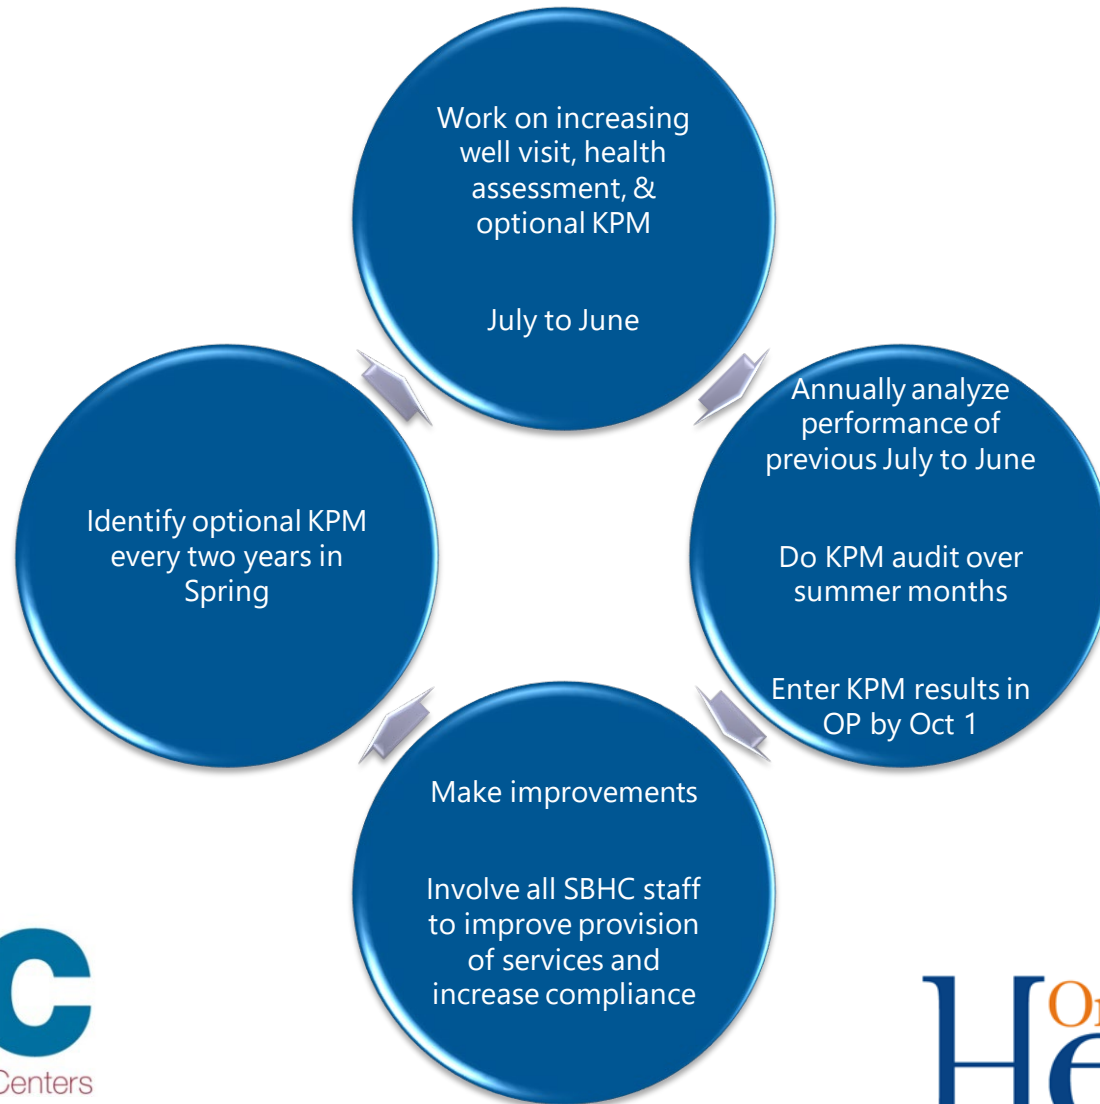 Work on increasing
well visit, health
assessment, &
optional KPM
July to June
Annually analyze
performance of
previous July to June
Do KPM audit over
summer months
Enter KPM results in
OP by Oct 1
Identify optional KPM
every two years in
Spring
Make improvements
Involve all SBHC staff
to improve provision
of services and
increase compliance
C
Centers
Or
He